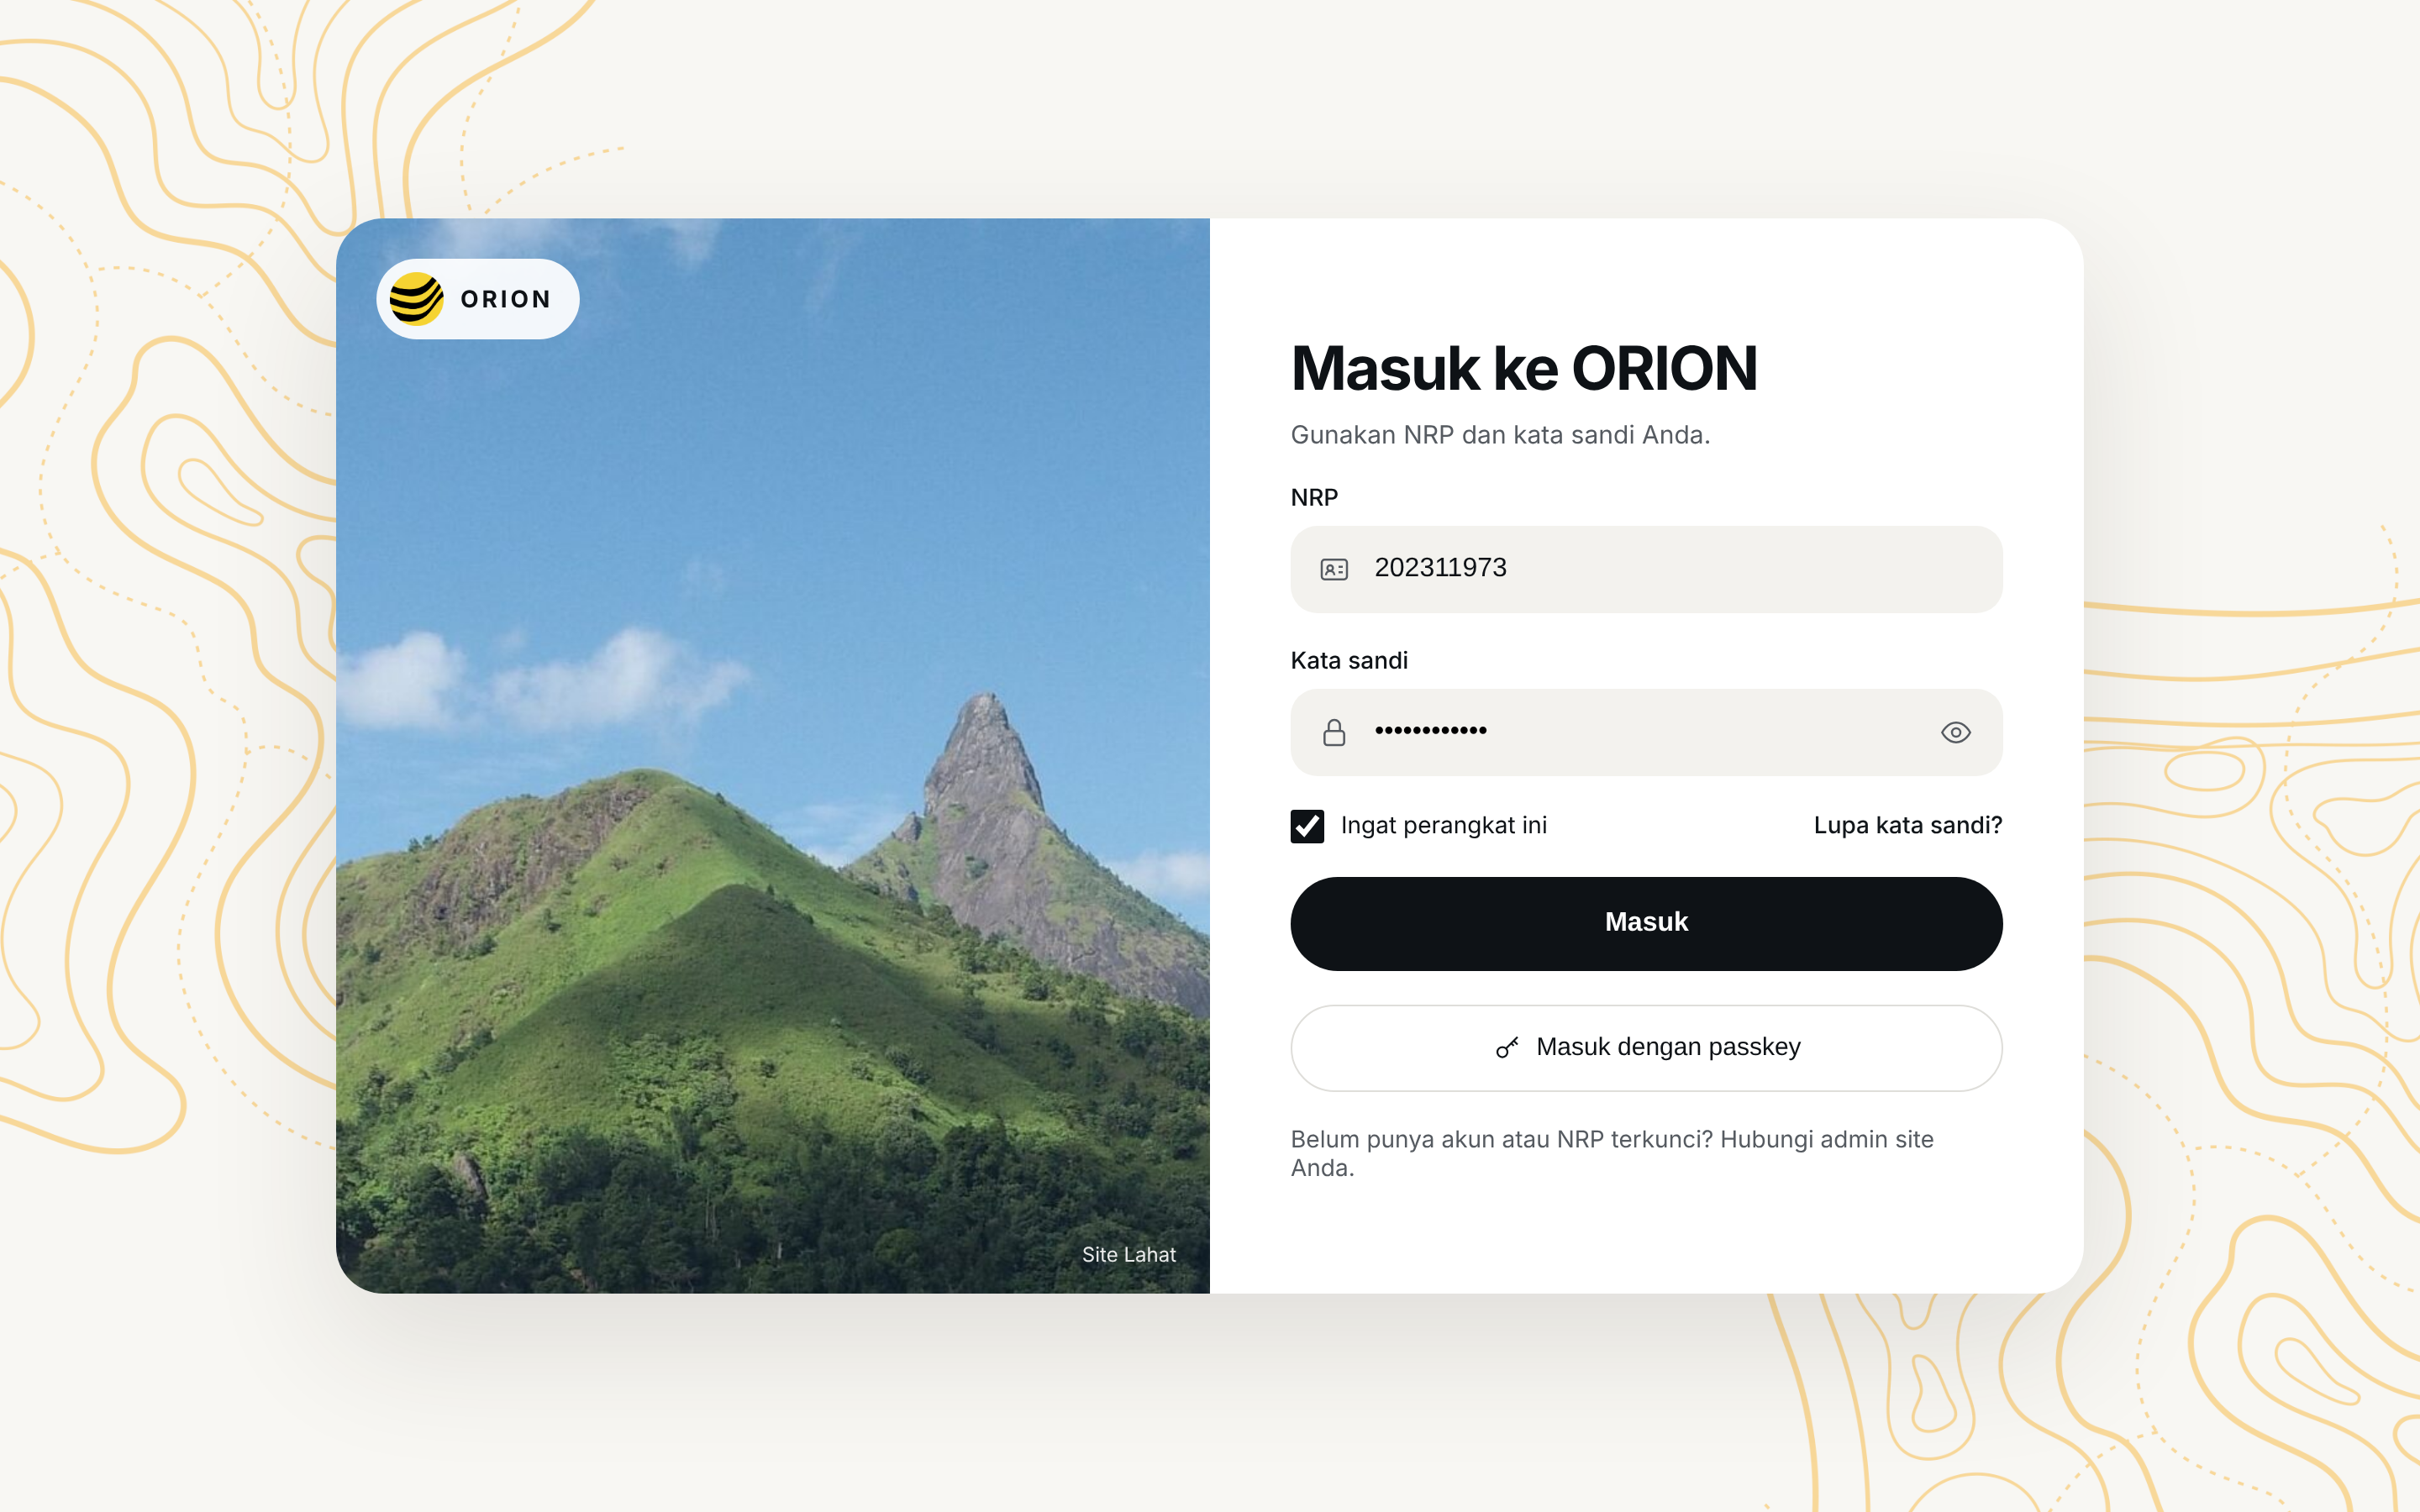 ORION
Site Lahat
Masuk ke ORION
Gunakan NRP dan kata sandi Anda.
NRP
202311973
Kata sandi
••••••••••••
Ingat perangkat ini
Lupa kata sandi?
Masuk
Masuk dengan passkey
Belum punya akun atau NRP terkunci? Hubungi admin site
Anda.